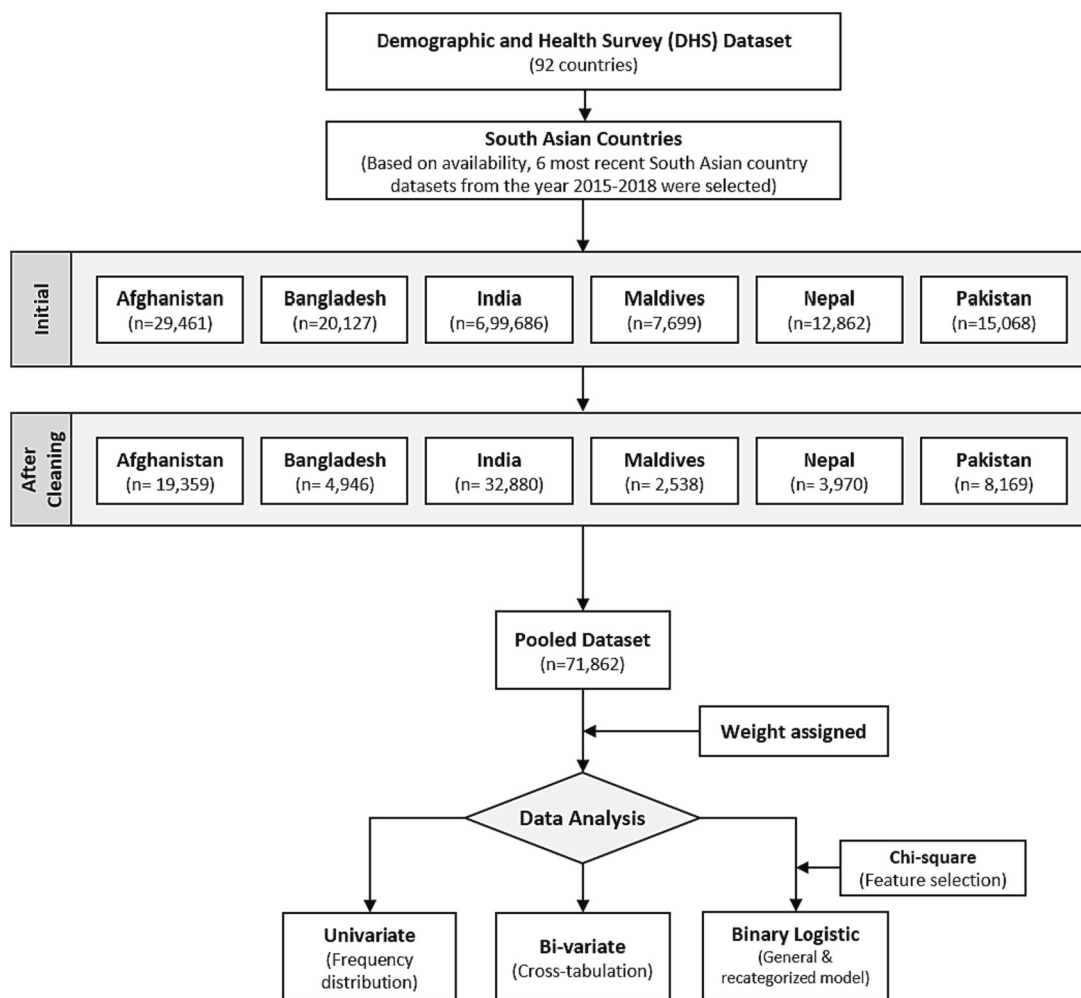 Demographic and Health Survey (DHS) Dataset
(92 countries)
South Asian Countries
(Based on availability, 6 most recent South Asian country
datasets from the year 2015-2018 were selected)
Initial
Afghanistan
(n=29,461)
Bangladesh
(n=20,127)
India
(n=6,99,686)
Maldives
(n=7,699)
Nepal
(n=12,862)
Pakistan
(n=15,068)
After
Cleaning
Afghanistan
(n= 19,359)
Bangladesh
(n= 4,946)
India
(n= 32,880)
Maldives
(n= 2,538)
Nepal
(n= 3,970)
Pakistan
(n= 8,169)
Pooled Dataset
(n=71,862)
Weight assigned
Data Analysis
Chi-square
(Feature selection)
Univariate
(Frequency
distribution)
Bi-variate
(Cross-tabulation)
Binary Logistic
(General &
recategorized model)